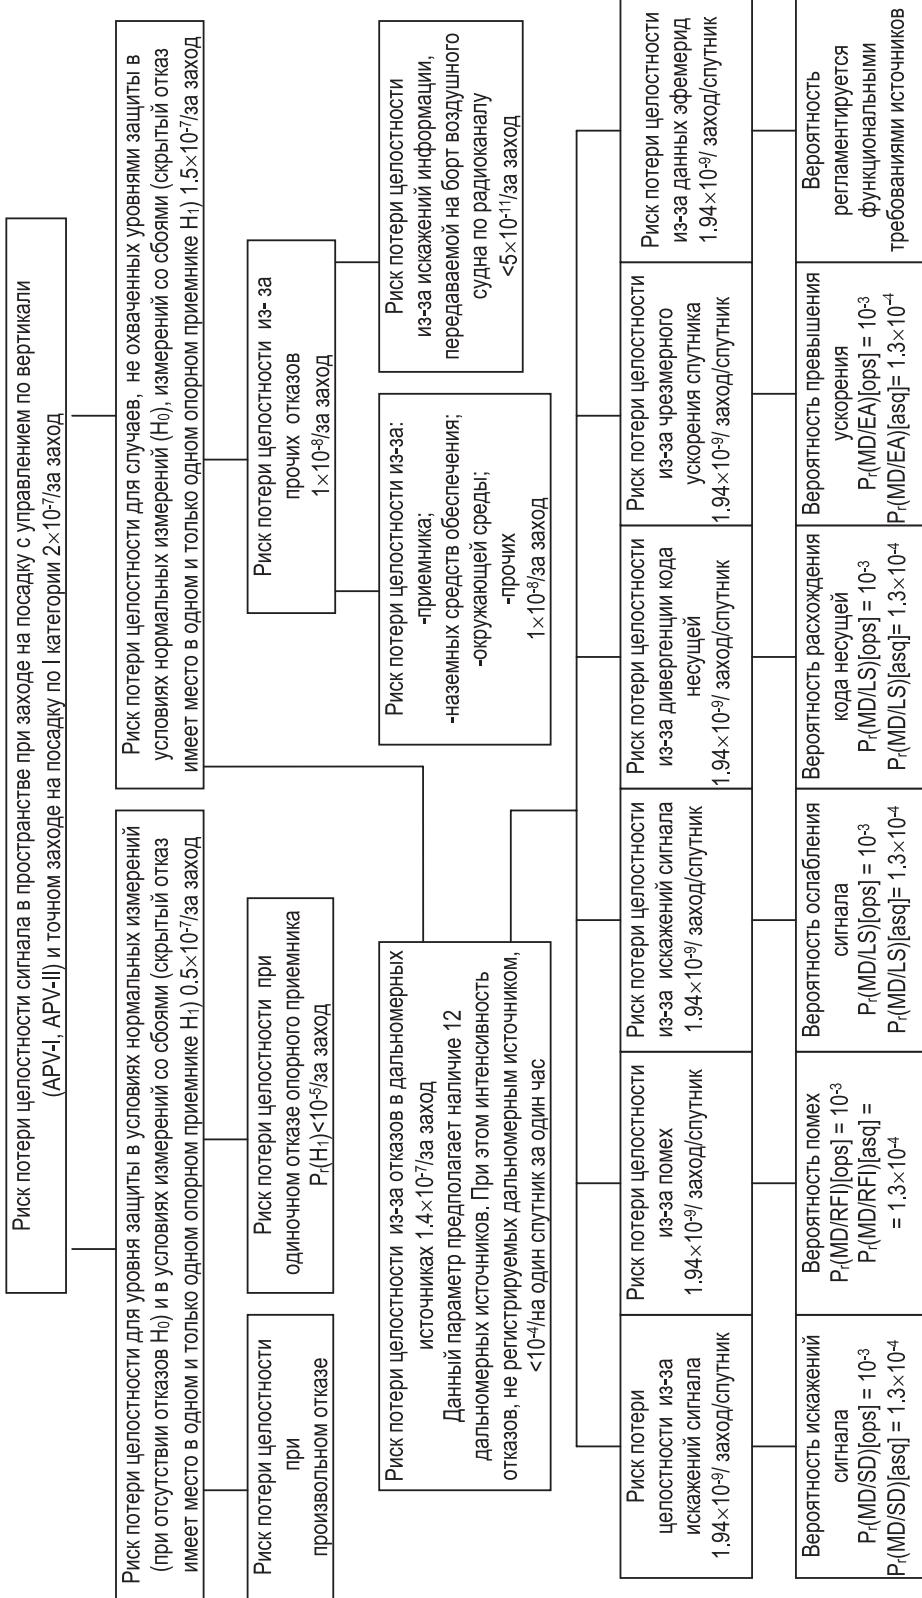 Риск потери целостности сигнала в пространстве при заходе на посадку с управлением по вертикали
(APV-I, APV-II) и точном заходе на посадку по I категории 2×10⁻⁷/за заход
Риск потери целостности для уровня защиты в условиях нормальных измерений
(при отсутствии отказов H₀) и в условиях измерений со сбоями (скрытый отказ
имеет место в одном и только одном опорном приемнике H₁) 0.5×10⁻⁷/за заход
Риск потери целостности для случаев, не охваченных уровнями защиты в
условиях нормальных измерений (H₀), измерений со сбоями (скрытый отказ
имеет место в одном и только одном опорном приемнике H₁) 1.5×10⁻⁷/за заход
Риск потери целостности
при
произвольном отказе
Риск потери целостности при
одиночном отказе опорного приемника
Pᵣ(H₁)<10⁻⁵/за заход
Риск потери целостности из- за
прочих отказов
1×10⁻⁸/за заход
Риск потери целостности из-за отказов в дальномерных
источниках 1.4×10⁻⁷/за заход
Данный параметр предполагает наличие 12
дальномерных источников. При этом интенсивность
отказов, не регистрируемых дальномерным источником,
<10⁻⁴/на один спутник за один час
Риск потери целостности из-за:
-приемника;
-наземных средств обеспечения;
-окружающей среды;
-прочих
1×10⁻⁸/за заход
Риск потери целостности
из-за искажений информации,
передаваемой на борт воздушного
судна по радиоканалу
<5×10⁻¹¹/за заход
Риск потери
целостности из-за
искажений сигнала
1.94×10⁻⁹/ заход/спутник
Риск потери целостности
из-за помех
1.94×10⁻⁹/ заход/спутник
Риск потери целостности
из-за искажений сигнала
1.94×10⁻⁹/ заход/спутник
Риск потери целостности
из-за дивергенции кода
несущей
1.94×10⁻⁹/ заход/спутник
Риск потери целостности
из-за чрезмерного
ускорения спутника
1.94×10⁻⁹/ заход/спутник
Риск потери целостности
из-за данных эфемерид
1.94×10⁻⁹/ заход/спутник
Вероятность искажений
сигнала
Pᵣ(MD/SD)[ops] = 10⁻³
Pᵣ(MD/SD)[asq] = 1.3×10⁻⁴
Вероятность помех
Pᵣ(MD/RFI)[ops] = 10⁻³
Pᵣ(MD/RFI)[asq] =
= 1.3×10⁻⁴
Вероятность ослабления
сигнала
Pᵣ(MD/LS)[ops] = 10⁻³
Pᵣ(MD/LS)[asq]= 1.3×10⁻⁴
Вероятность расхождения
кода несущей
Pᵣ(MD/LS)[ops] = 10⁻³
Pᵣ(MD/LS)[asq]= 1.3×10⁻⁴
Вероятность превышения
ускорения
Pᵣ(MD/EA)[ops] = 10⁻³
Pᵣ(MD/EA)[asq]= 1.3×10⁻⁴
Вероятность
регламентируется
функциональными
требованиями источников